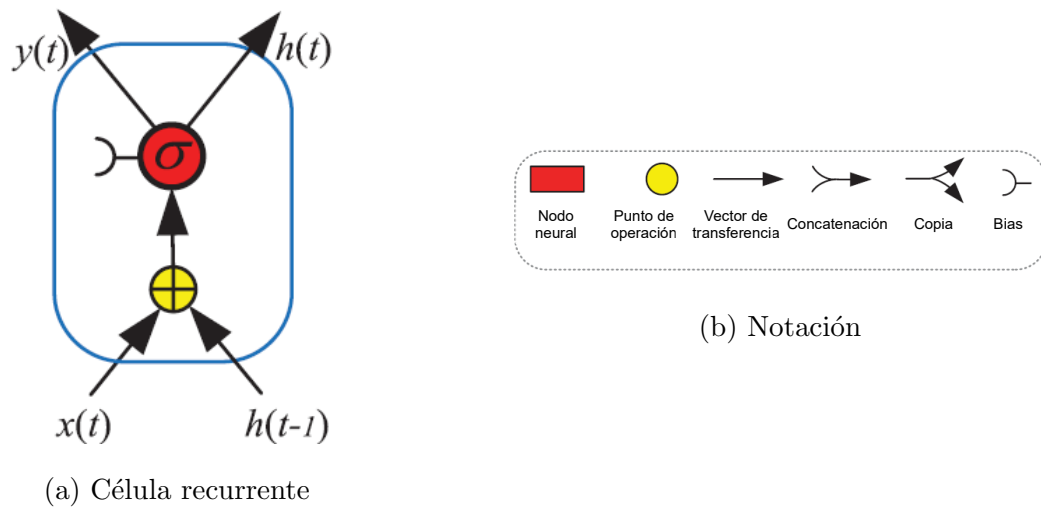 y(t)
h(t)
σ
x(t)
h(t-1)
(a) Célula recurrente
Nodo
neural
Punto de
operación
Vector de
transferencia
Concatenación
Copia
Bias
(b) Notación